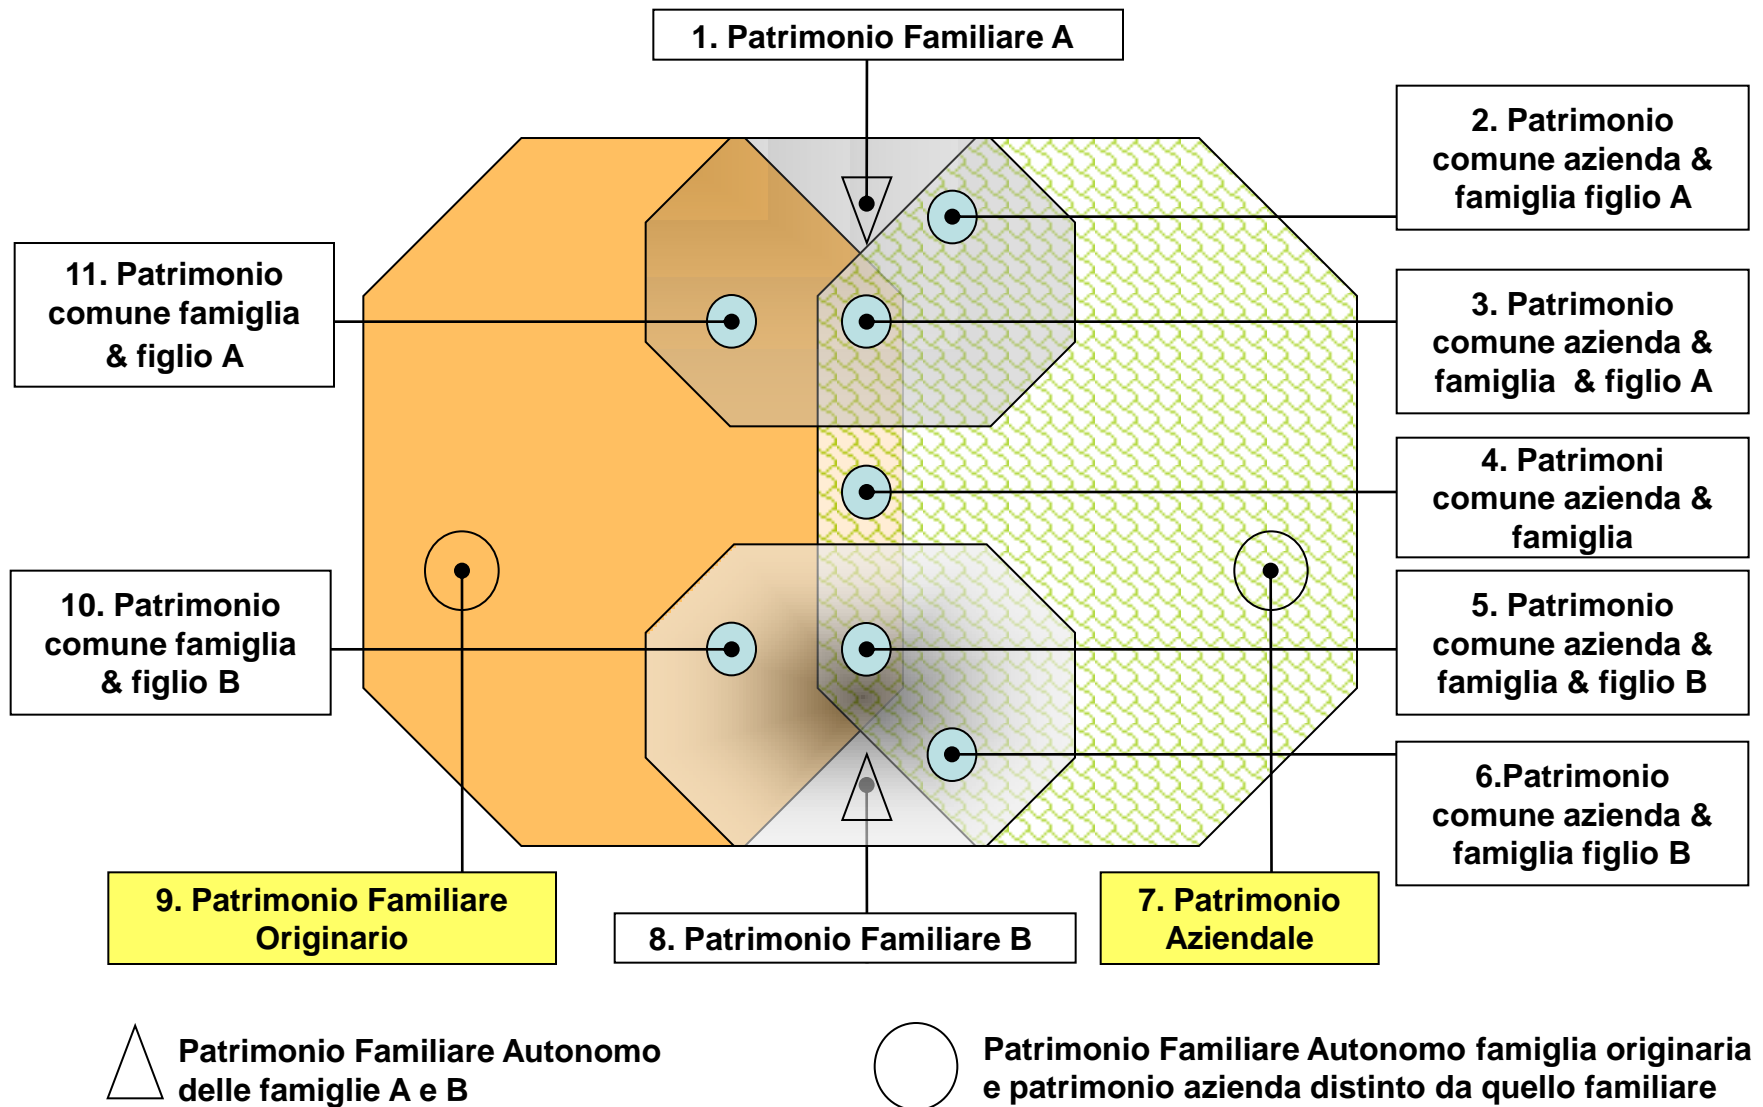 1. Patrimonio Familiare A
2. Patrimonio
comune azienda &
famiglia figlio A
11. Patrimonio
comune famiglia
& figlio A
3. Patrimonio
comune azienda &
famiglia & figlio A
4. Patrimoni
comune azienda &
famiglia
10. Patrimonio
comune famiglia
& figlio B
5. Patrimonio
comune azienda &
famiglia & figlio B
6.Patrimonio
comune azienda &
famiglia figlio B
9. Patrimonio Familiare
Originario
8. Patrimonio Familiare B
7. Patrimonio
Aziendale
Patrimonio Familiare Autonomo
delle famiglie A e B
Patrimonio Familiare Autonomo famiglia originaria
e patrimonio azienda distinto da quello familiare